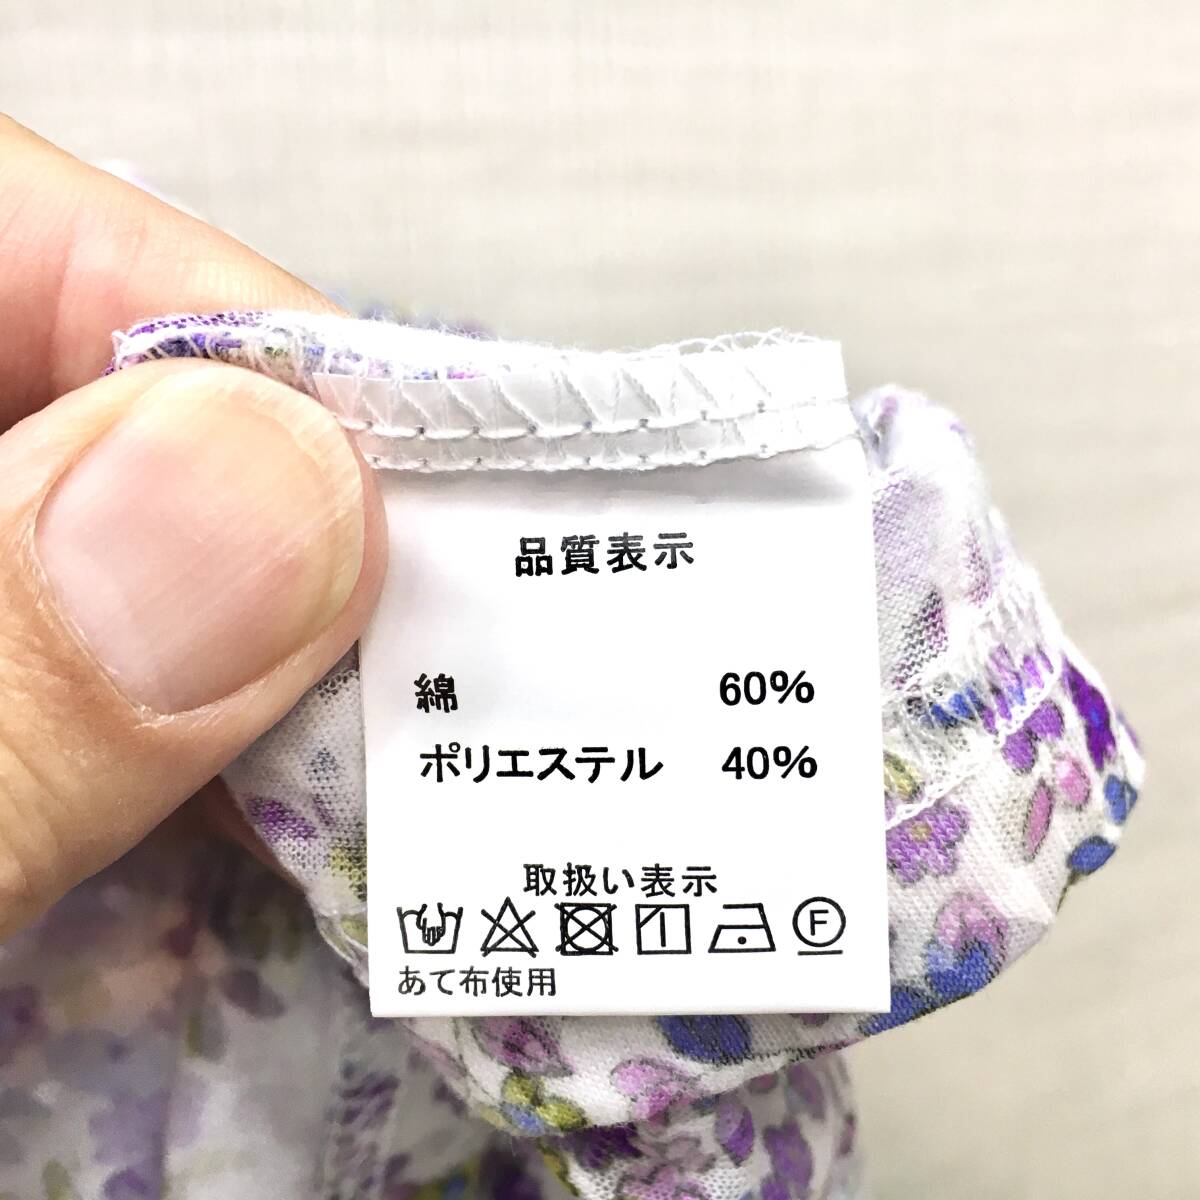 品質表示
綿 60%
ポリエステル 40%
取扱い表示
F
あて布使用